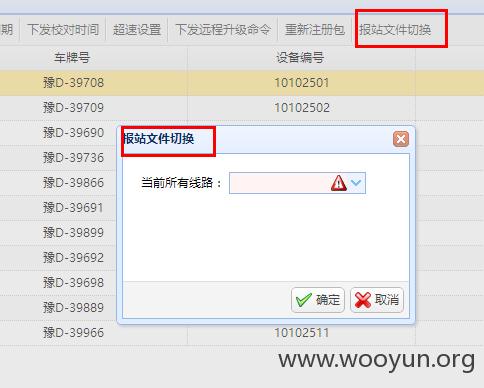 期 下发校对时间 超速设置 下发远程升级命令 重新注册包 报站文件切换
车牌号 设备编号
豫D-39708 10102501
豫D-39709 10102502
豫D-39690
豫D-39736
豫D-39866
豫D-39691
豫D-39899
豫D-39692
豫D-39698
豫D-39889
豫D-39966 10102511
报站文件切换
当前所有线路：
确定 取消
www.wooyun.org